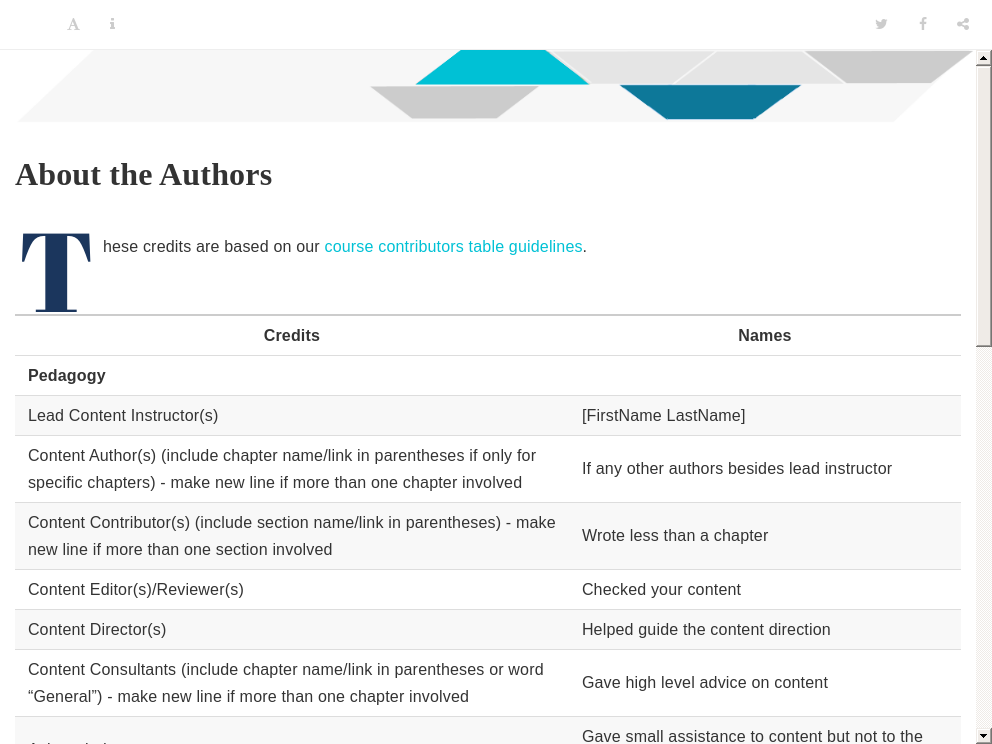 About the Authors
These credits are based on our course contributors table guidelines.
Credits Names
Pedagogy
Lead Content Instructor(s) [FirstName LastName]
Content Author(s) (include chapter name/link in parentheses if only for
specific chapters) - make new line if more than one chapter involved
If any other authors besides lead instructor
Content Contributor(s) (include section name/link in parentheses) - make
new line if more than one section involved
Wrote less than a chapter
Content Editor(s)/Reviewer(s) Checked your content
Content Director(s) Helped guide the content direction
Content Consultants (include chapter name/link in parentheses or word
“General”) - make new line if more than one chapter involved
Gave high level advice on content
Gave small assistance to content but not to the